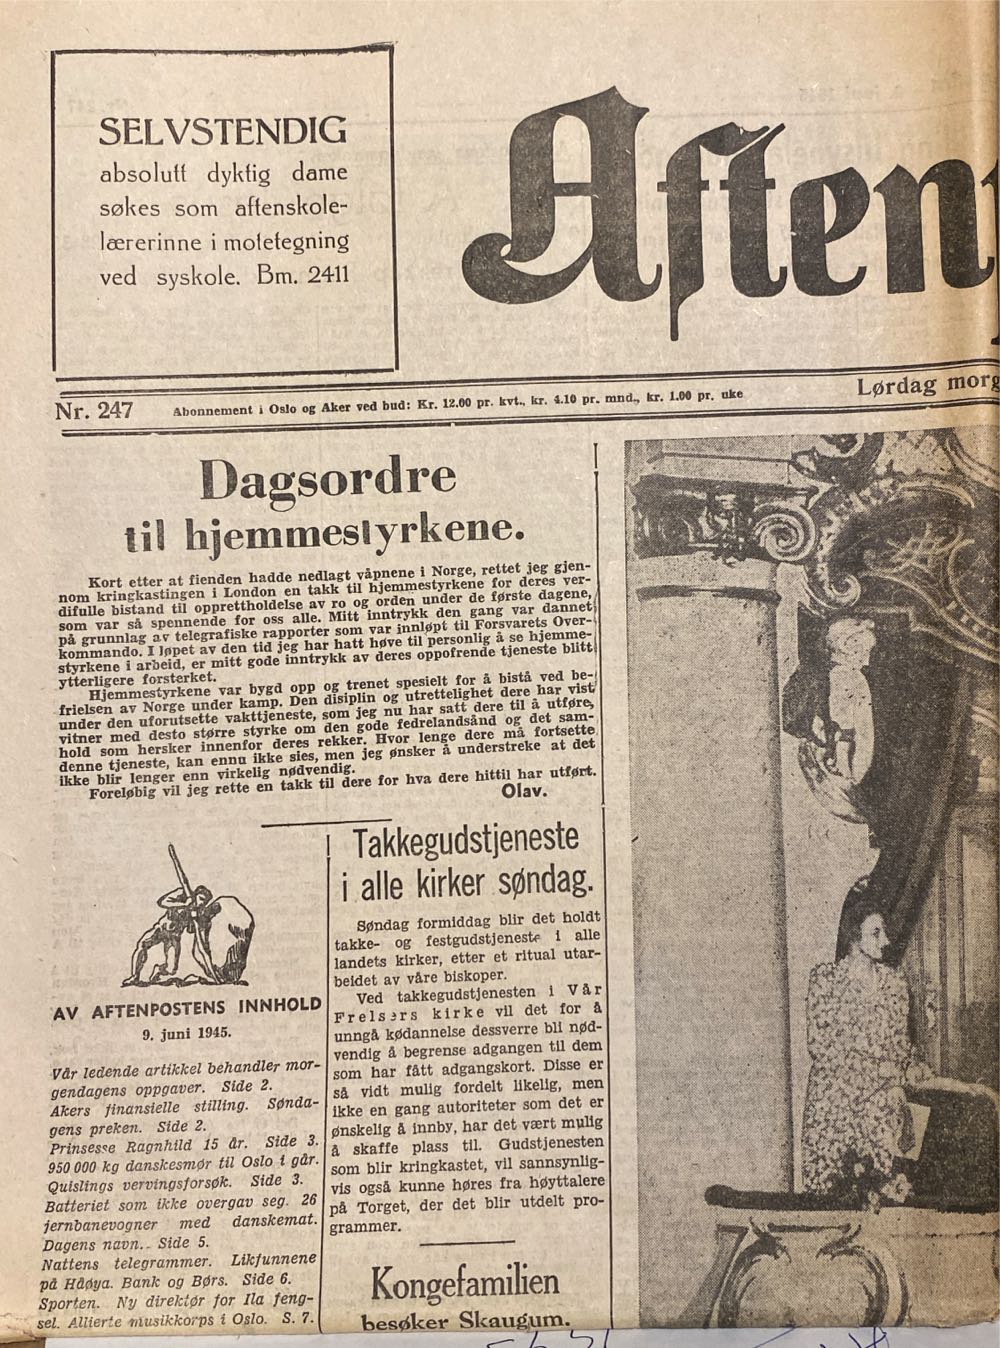 SELVSTENDIG
absolutt dyktig dame
søkes som aftenskole-
lærerinne i motetegning
ved syskole. Bm. 2411
Aften
Nr. 247
Abonnement i Oslo og Aker ved bud: Kr. 12.00 pr. kvt., kr. 4.10 pr. mnd., kr. 1.00 pr. uke
Lørdag morg
Dagsordre
til hjemmestyrkene.
Kort etter at fienden hadde nedlagt våpnene i Norge, rettet jeg gjen-
nom kringkastingen i London en takk til hjemmestyrkene for deres ver-
difulle bistand til opprettholdelse av ro og orden under de første dagene,
som var så spennende for oss alle. Mitt inntrykk den gang var dannet
på grunnlag av telegrafiske rapporter som var innløpt til Forsvarets Over-
kommando. I løpet av den tid jeg har hatt høve til personlig å se hjemme-
styrkene i arbeid, er mitt gode inntrykk av deres oppofrende tjeneste blitt
ytterligere forsterket.
Hjemmestyrkene var bygd opp og trenet spesielt for å bistå ved be-
frielsen av Norge under kamp. Den disiplin og utrettelighet dere har vist
under den uforutsette vakttjeneste, som jeg nu har satt dere til å utføre,
vitner med desto større styrke om den gode fedrelandsånd og det sam-
hold som hersker innenfor deres rekker. Hvor lenge dere må fortsette
denne tjeneste, kan ennu ikke sies, men jeg ønsker å understreke at det
ikke blir lenger enn virkelig nødvendig.
Foreløbig vil jeg rette en takk til dere for hva dere hittil har utført.
Olav.
AV AFTENPOSTENS INNHOLD
9. juni 1945.
Vår ledende artikkel behandler mor-
gendagens oppgaver. Side 2.
Akers finansielle stilling. Sønda-
gens preken. Side 2.
Prinsesse Ragnhild 15 år. Side 3.
950 000 kg danskesmør til Oslo i går.
Quislings vervingsforsøk. Side 3.
Batteriet som ikke overgav seg. 26
jernbanevogner med danskemat.
Dagens navn.. Side 5.
Nattens telegrammer. Likfunnene
på Håøya. Bank og Børs. Side 6.
Sporten. Ny direktør for Ila feng-
sel. Allierte musikkorps i Oslo. S. 7.
Takkegudstjeneste
i alle kirker søndag.
Søndag formiddag blir det holdt
takke- og festgudstjeneste i alle
landets kirker, etter et ritual utar-
beidet av våre biskoper.
Ved takkegudstjenesten i Vår
Frelsers kirke vil det for å
unngå kødannelse dessverre bli nød-
vendig å begrense adgangen til dem
som har fått adgangskort. Disse er
så vidt mulig fordelt likelig, men
ikke en gang autoriteter som det er
ønskelig å innby, har det vært mulig
å skaffe plass til. Gudstjenesten
som blir kringkastet, vil sannsynlig-
vis også kunne høres fra høyttalere
på Torget, der det blir utdelt pro-
grammer.
Kongefamilien
besøker Skaugum.